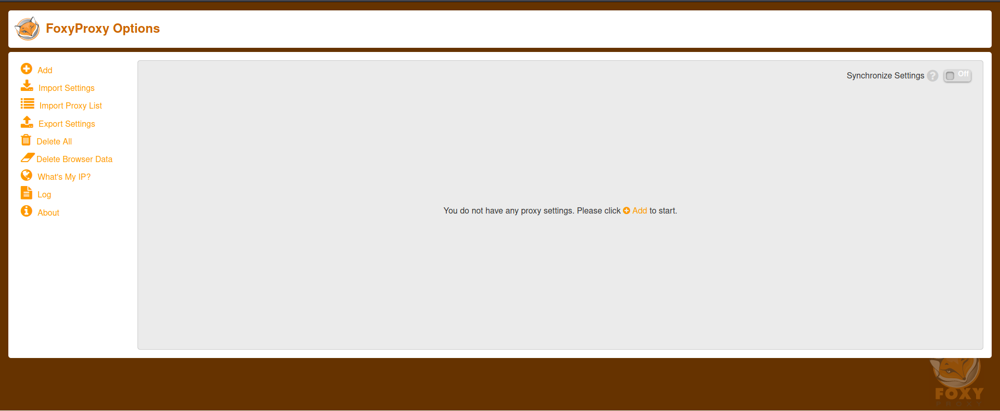 FoxyProxy Options
Add
Import Settings
Import Proxy List
Export Settings
Delete All
Delete Browser Data
What's My IP?
Log
About
Synchronize Settings ? Off
You do not have any proxy settings. Please click Add to start.
FOXY
PROXY